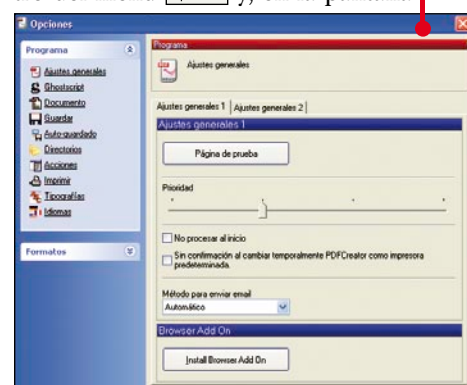 Opciones
Programa
Ajustes generales
Ghostscript
Documento
Guardar
Auto-guardado
Directorios
Acciones
Imprimir
Tipografías
Idiomas
Formatos
Programa
Ajustes generales
Ajustes generales 1
Ajustes generales 2
Ajustes generales 1
Página de prueba
Prioridad
No procesar al inicio
Sin confirmación al cambiar temporalmente PDFCreator como impresora
predeterminada.
Método para enviar email
Automático
Browser Add On
Install Browser Add On